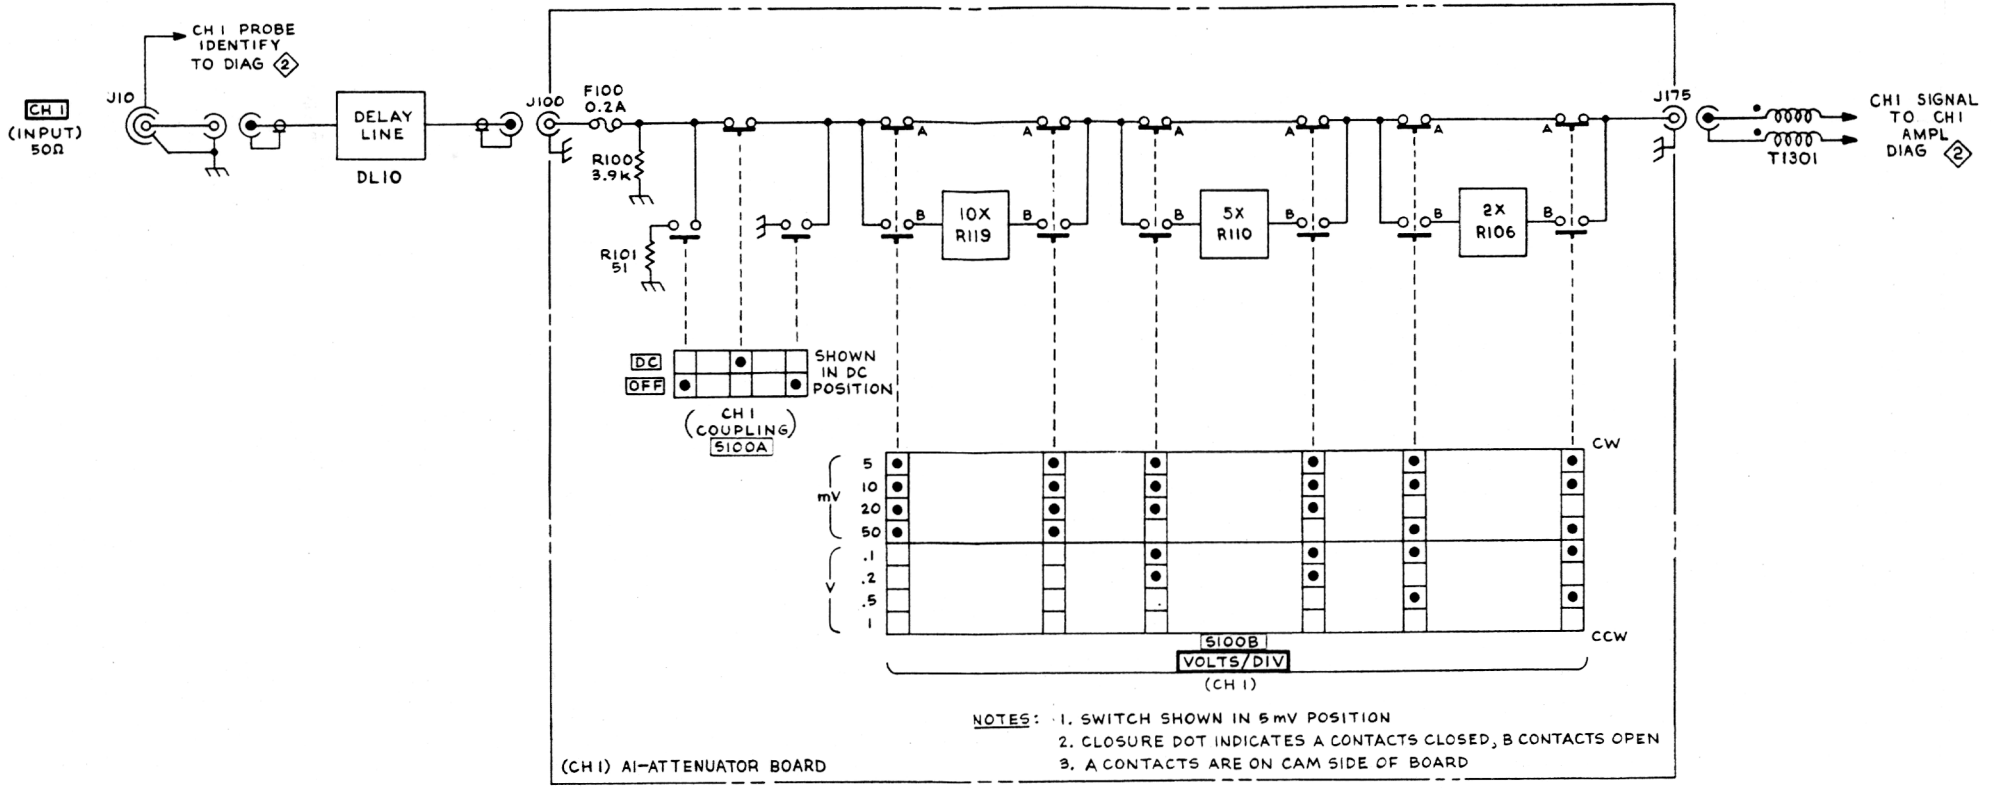 CH 1 PROBE
IDENTIFY
TO DIAG 2
CH 1
(INPUT)
50Ω
J10
DELAY
LINE
DL10
J100
F100
0.2A
R100
3.9K
R101
51
A
A
A
A
A
A
B
10X
R119
B
B
5X
R110
B
B
2X
R106
B
J175
T1301
CH1 SIGNAL
TO CH1
AMPL
DIAG 2
DC
OFF
SHOWN
IN DC
POSITION
(CH 1
COUPLING)
S100A
CW
mV
5
10
20
50
V
.1
.2
.5
1
CCW
S100B
VOLTS/DIV
(CH 1)
NOTES: 1. SWITCH SHOWN IN 5mV POSITION
2. CLOSURE DOT INDICATES A CONTACTS CLOSED, B CONTACTS OPEN
3. A CONTACTS ARE ON CAM SIDE OF BOARD
(CH 1) A1-ATTENUATOR BOARD